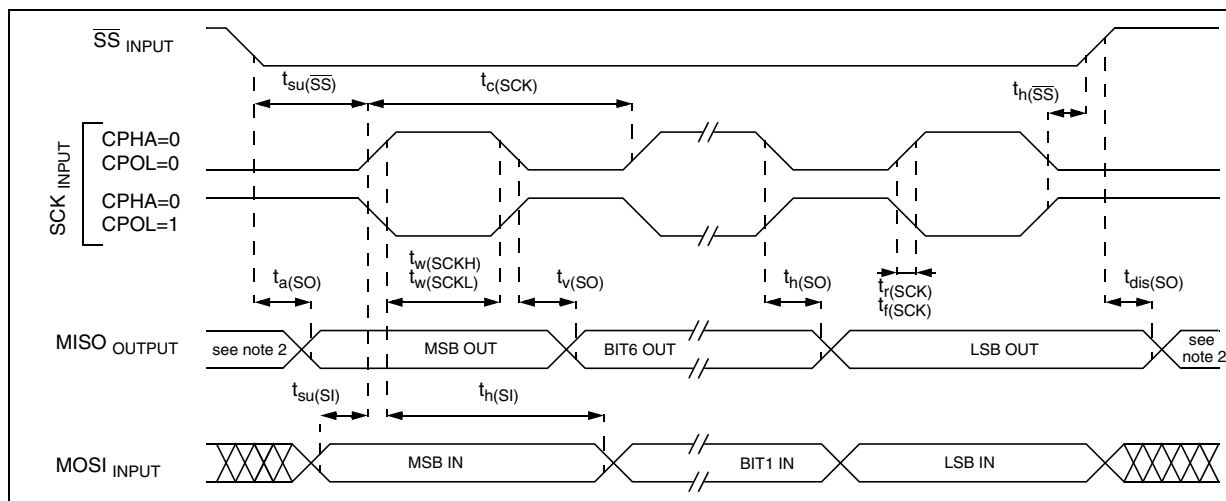 SS INPUT
tsu(SS)
tc(SCK)
th(SS)
SCK INPUT
CPHA=0
CPOL=0
CPHA=0
CPOL=1
ta(SO)
tw(SCKH)
tw(SCKL)
tv(SO)
th(SO)
tr(SCK)
tf(SCK)
tdis(SO)
MISO OUTPUT
see note 2
MSB OUT
BIT6 OUT
LSB OUT
see
note 2
tsu(SI)
th(SI)
MOSI INPUT
MSB IN
BIT1 IN
LSB IN